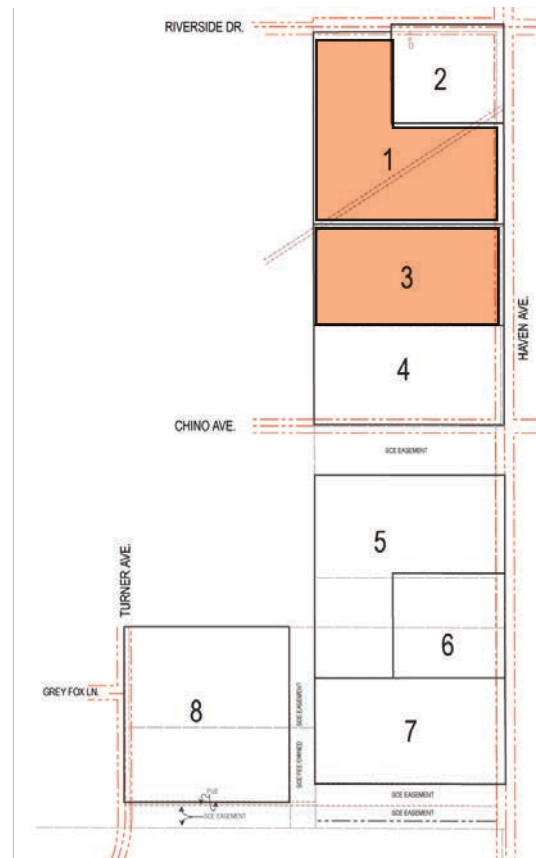 RIVERSIDE DR.
2
1
3
HAVEN AVE.
4
CHINO AVE.
SCE EASEMENT
5
TURNER AVE.
6
GREY FOX LN.
8
SCE EASEMENT
7
SCE FEE OWNED
SCE EASEMENT
SCE EASEMENT
SCE EASEMENT